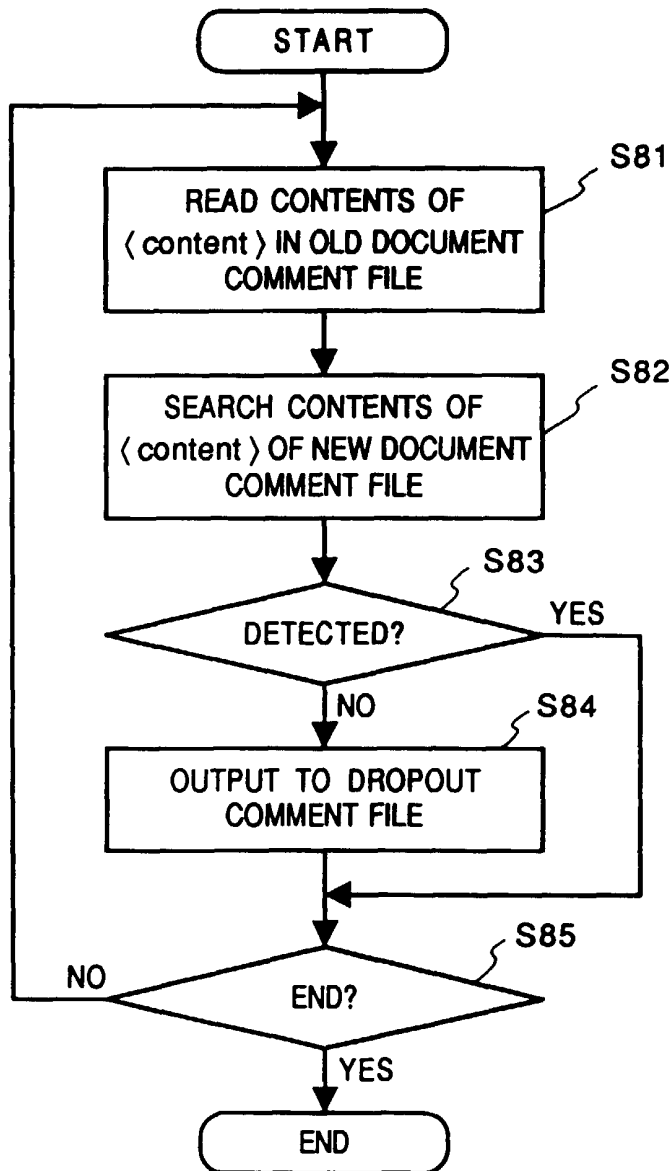 START
S81
READ CONTENTS OF
〈content〉IN OLD DOCUMENT
COMMENT FILE
S82
SEARCH CONTENTS OF
〈content〉OF NEW DOCUMENT
COMMENT FILE
S83
DETECTED?
YES
NO
S84
OUTPUT TO DROPOUT
COMMENT FILE
S85
NO
END?
YES
END